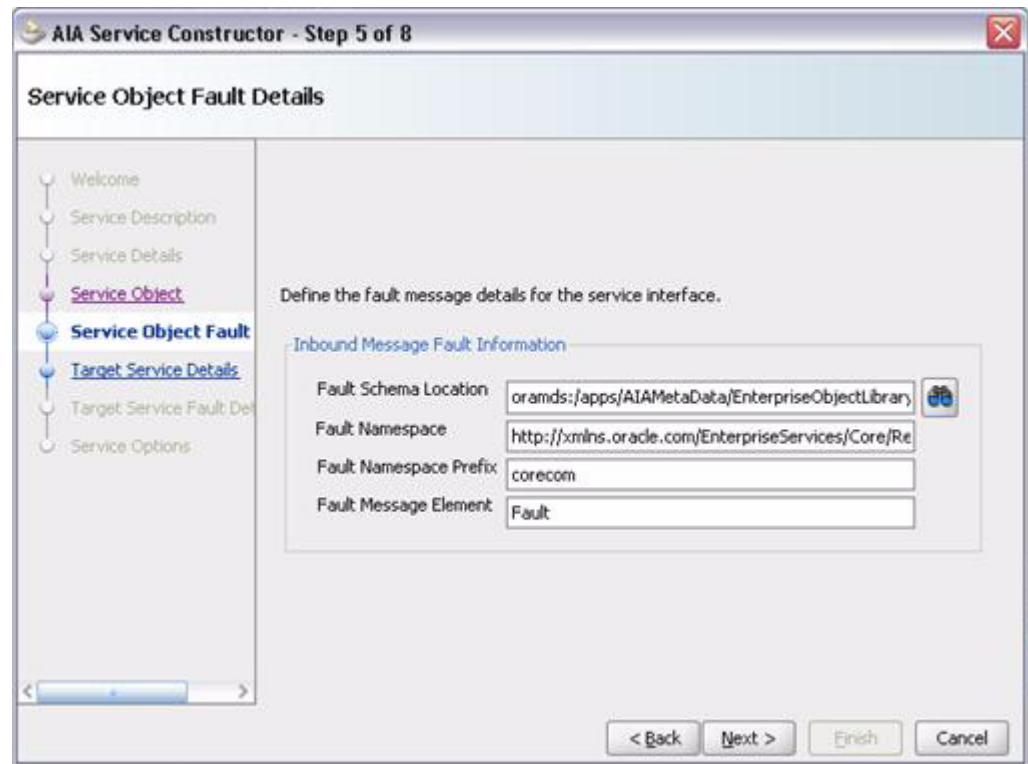 AIA Service Constructor - Step 5 of 8
Service Object Fault Details
Welcome
Service Description
Service Details
Service Object
Service Object Fault
Target Service Details
Target Service Fault Det
Service Options
Define the fault message details for the service interface.
Inbound Message Fault Information
Fault Schema Location oramds:/apps/AIAMetaData/EnterpriseObjectLibrary
Fault Namespace http://xmlns.oracle.com/EnterpriseServices/Core/Re
Fault Namespace Prefix corecom
Fault Message Element Fault
< Back Next > Finish Cancel